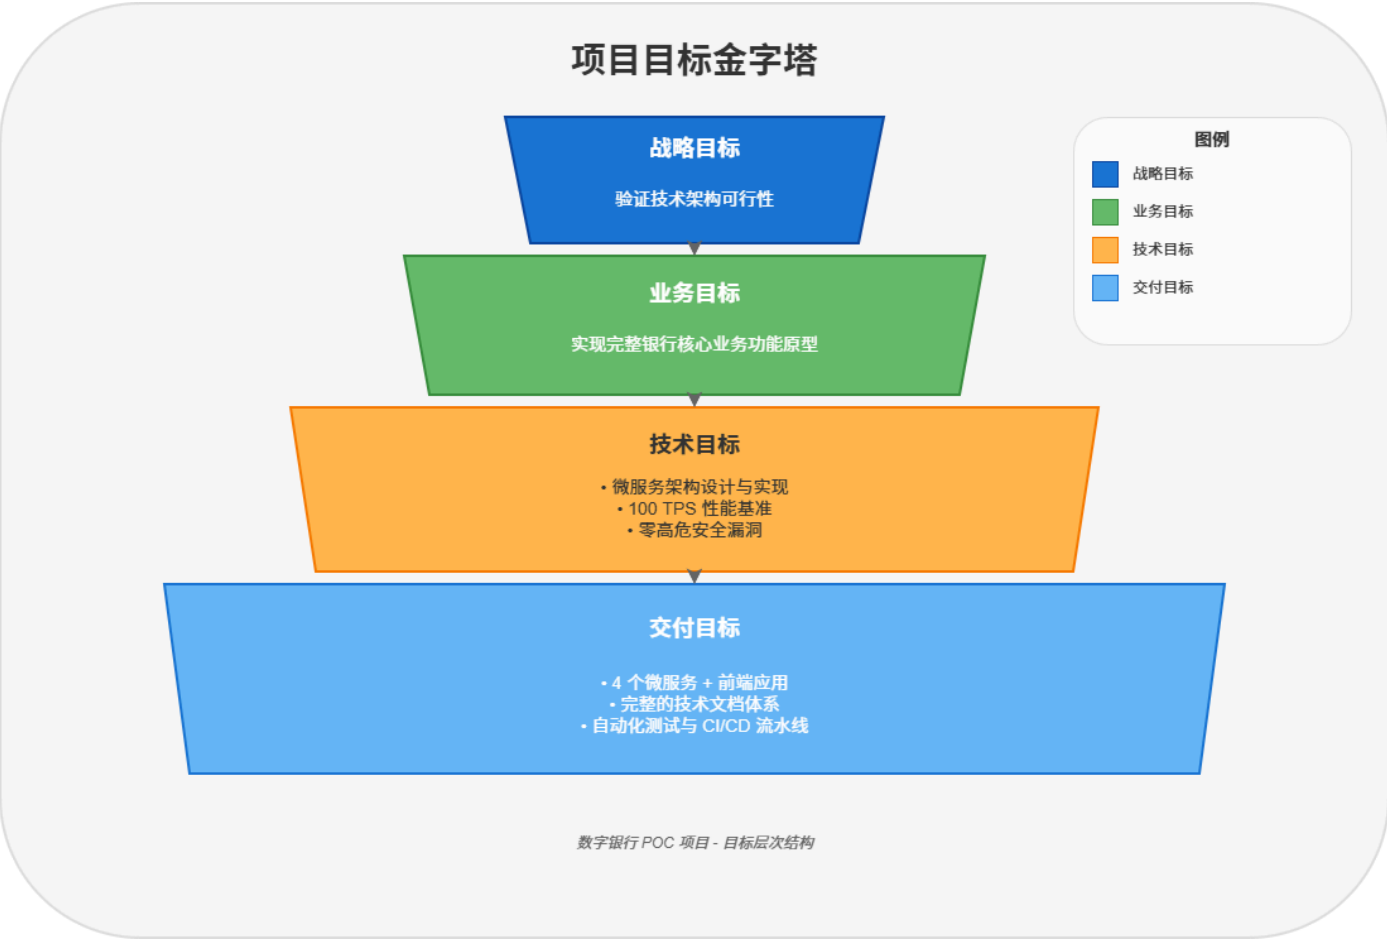 项目目标金字塔
战略目标
验证技术架构可行性
业务目标
实现完整银行核心业务功能原型
技术目标
• 微服务架构设计与实现
• 100 TPS 性能基准
• 零高危安全漏洞
交付目标
• 4 个微服务 + 前端应用
• 完整的技术文档体系
• 自动化测试与 CI/CD 流水线
图例
战略目标
业务目标
技术目标
交付目标
数字银行 POC 项目 - 目标层次结构